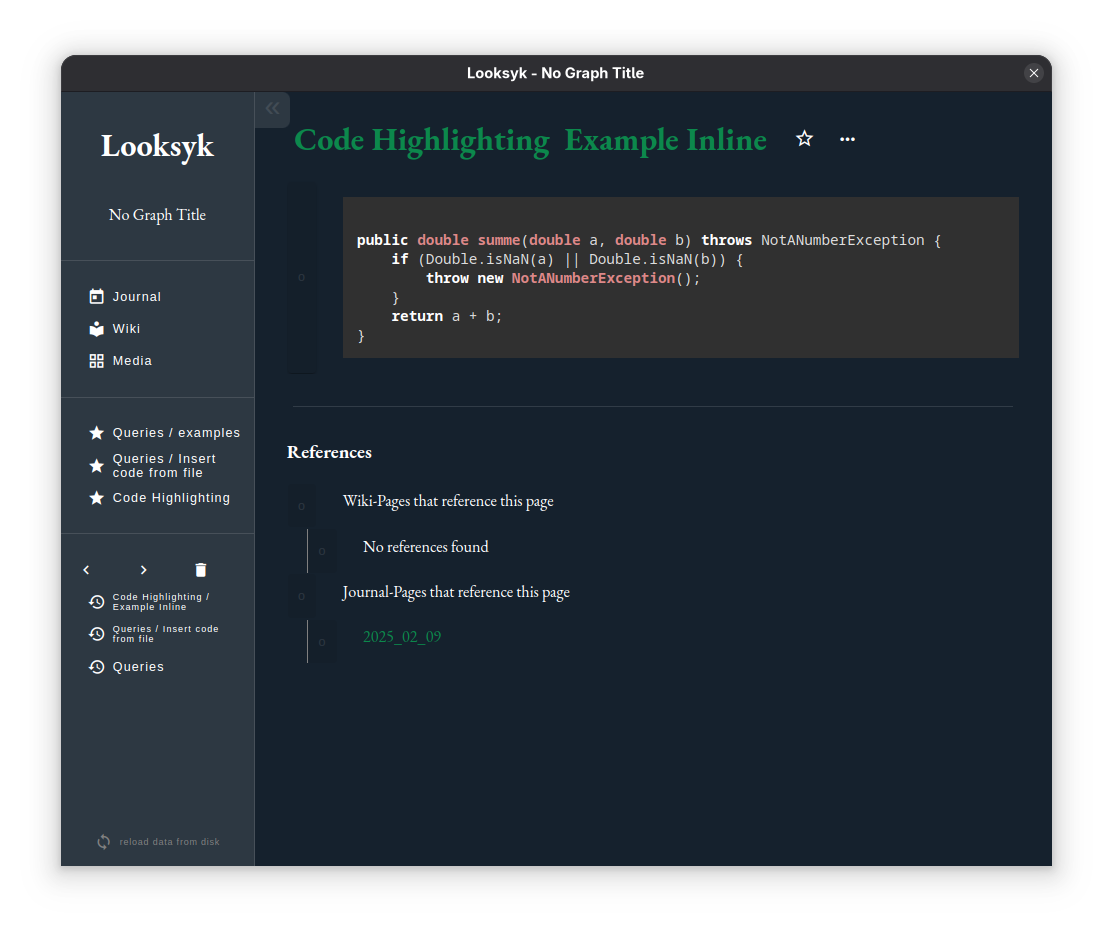 Looksyk - No Graph Title
Looksyk
No Graph Title
Journal
Wiki
Media
Queries / examples
Queries / Insert
code from file
Code Highlighting
Code Highlighting /
Example Inline
Queries / Insert code
from file
Queries
reload data from disk
Code Highlighting  Example Inline
public double summe(double a, double b) throws NotANumberException {
    if (Double.isNaN(a) || Double.isNaN(b)) {
        throw new NotANumberException();
    }
    return a + b;
}
References
Wiki-Pages that reference this page
No references found
Journal-Pages that reference this page
2025_02_09